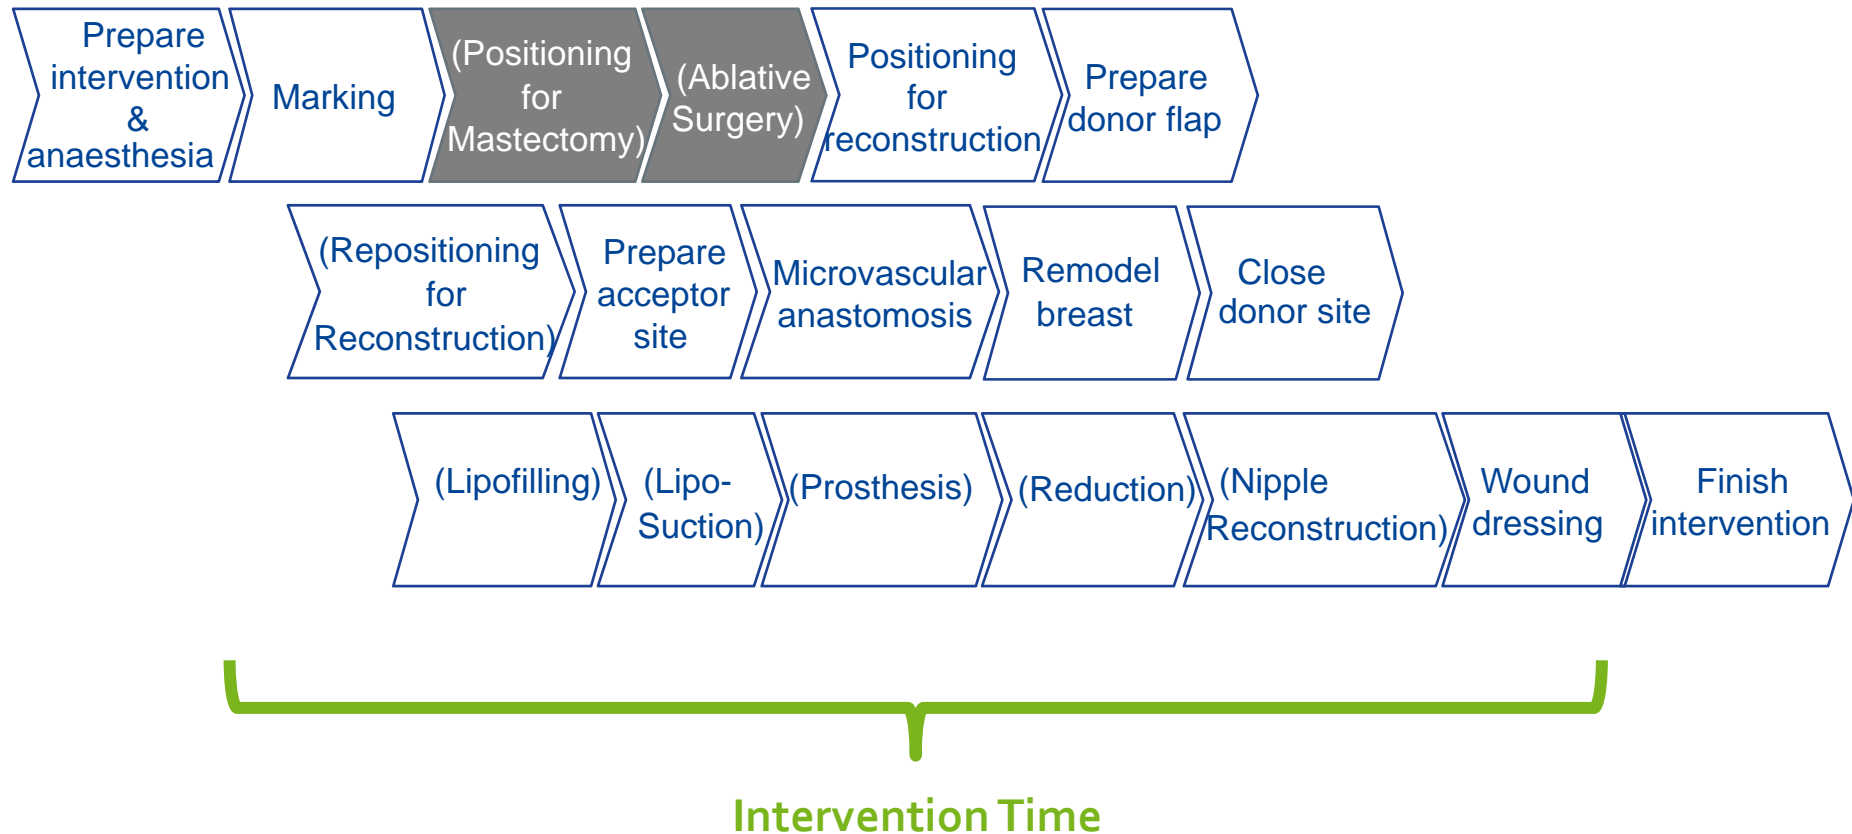 Prepare
intervention
&
anaesthesia
Marking
(Positioning
for
Mastectomy)
(Ablative
Surgery)
Positioning
for
reconstruction
Prepare
donor flap
(Repositioning
for
Reconstruction)
Prepare
acceptor
site
Microvascular
anastomosis
Remodel
breast
Close
donor site
(Lipofilling)
(Lipo-
Suction)
(Prosthesis)
(Reduction)
(Nipple
Reconstruction)
Wound
dressing
Finish
intervention
Intervention Time